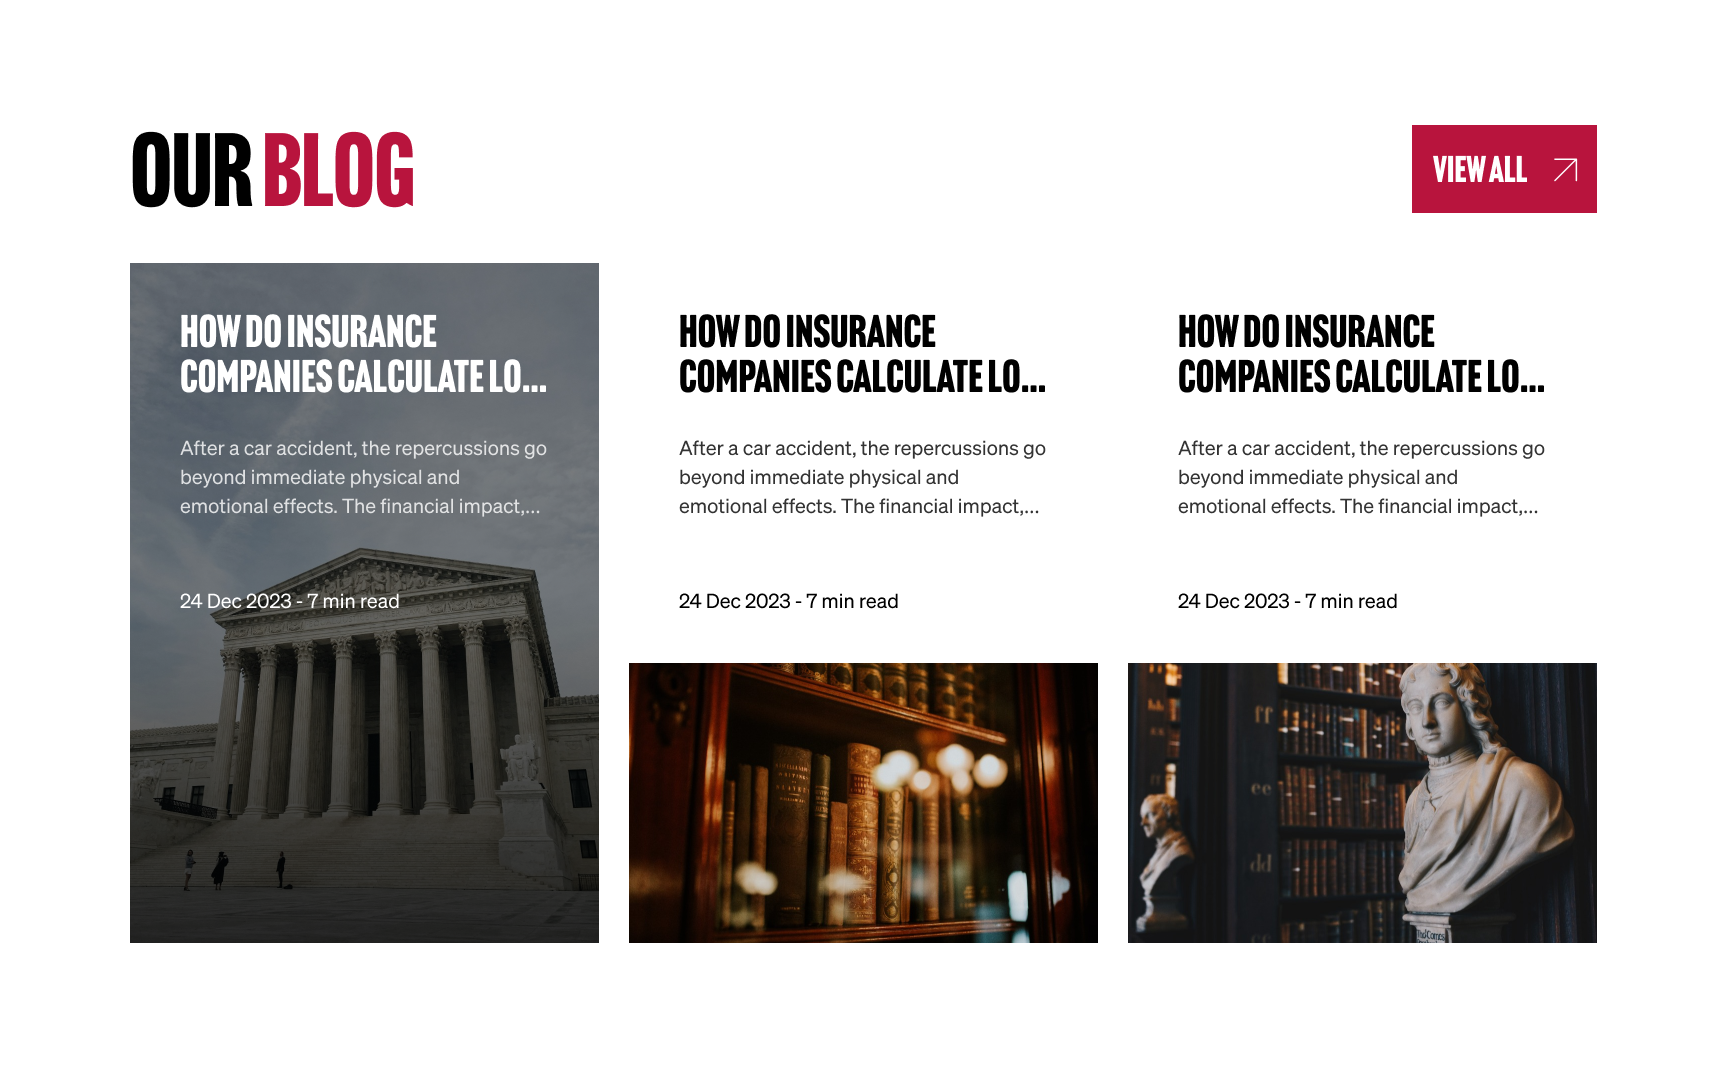 OUR BLOG
VIEW ALL
HOW DO INSURANCE
COMPANIES CALCULATE LO...
After a car accident, the repercussions go
beyond immediate physical and
emotional effects. The financial impact,...
24 Dec 2023 - 7 min read
HOW DO INSURANCE
COMPANIES CALCULATE LO...
After a car accident, the repercussions go
beyond immediate physical and
emotional effects. The financial impact,...
24 Dec 2023 - 7 min read
HOW DO INSURANCE
COMPANIES CALCULATE LO...
After a car accident, the repercussions go
beyond immediate physical and
emotional effects. The financial impact,...
24 Dec 2023 - 7 min read
ff
ee
dd